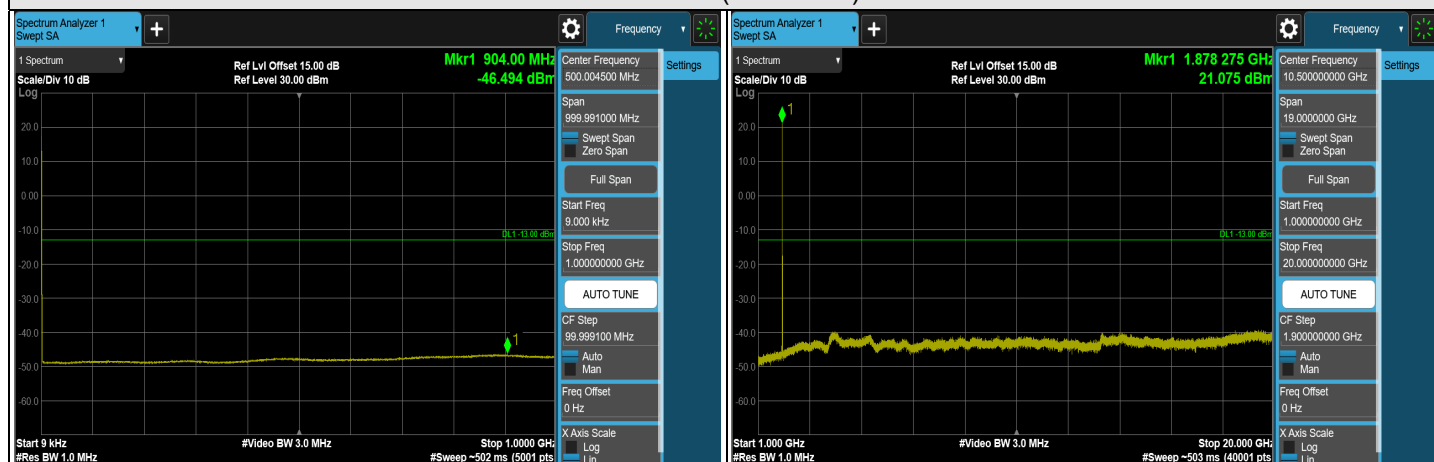 Spectrum Analyzer 1
Swept SA
+
Frequency
1 Spectrum
Ref Lvl Offset 15.00 dB
Mkr1 904.00 MHz
Scale/Div 10 dB
Ref Level 30.00 dBm
-46.494 dBm
Log
20.0
10.0
0.00
-10.0
-20.0
-30.0
-40.0
-50.0
-60.0
DL1 -13.00 dBm
1
Start 9 kHz
#Video BW 3.0 MHz
Stop 1.0000 GHz
#Res BW 1.0 MHz
#Sweep ~502 ms (5001 pts
Center Frequency
500.004500 MHz
Settings
Span
999.991000 MHz
Swept Span
Zero Span
Full Span
Start Freq
9.000 kHz
Stop Freq
1.000000000 GHz
AUTO TUNE
CF Step
99.999100 MHz
Auto
Man
Freq Offset
0 Hz
X Axis Scale
Log
Lin
Spectrum Analyzer 1
Swept SA
+
Frequency
1 Spectrum
Ref Lvl Offset 15.00 dB
Mkr1 1.878 275 GHz
Scale/Div 10 dB
Ref Level 30.00 dBm
21.075 dBm
Log
1
20.0
10.0
0.00
-10.0
-20.0
-30.0
-40.0
-50.0
-60.0
DL1 -13.00 dBm
Start 1.000 GHz
#Video BW 3.0 MHz
Stop 20.000 GHz
#Res BW 1.0 MHz
#Sweep ~503 ms (40001 pts
Center Frequency
10.500000000 GHz
Settings
Span
19.0000000 GHz
Swept Span
Zero Span
Full Span
Start Freq
1.000000000 GHz
Stop Freq
20.000000000 GHz
AUTO TUNE
CF Step
1.900000000 GHz
Auto
Man
Freq Offset
0 Hz
X Axis Scale
Log
Lin